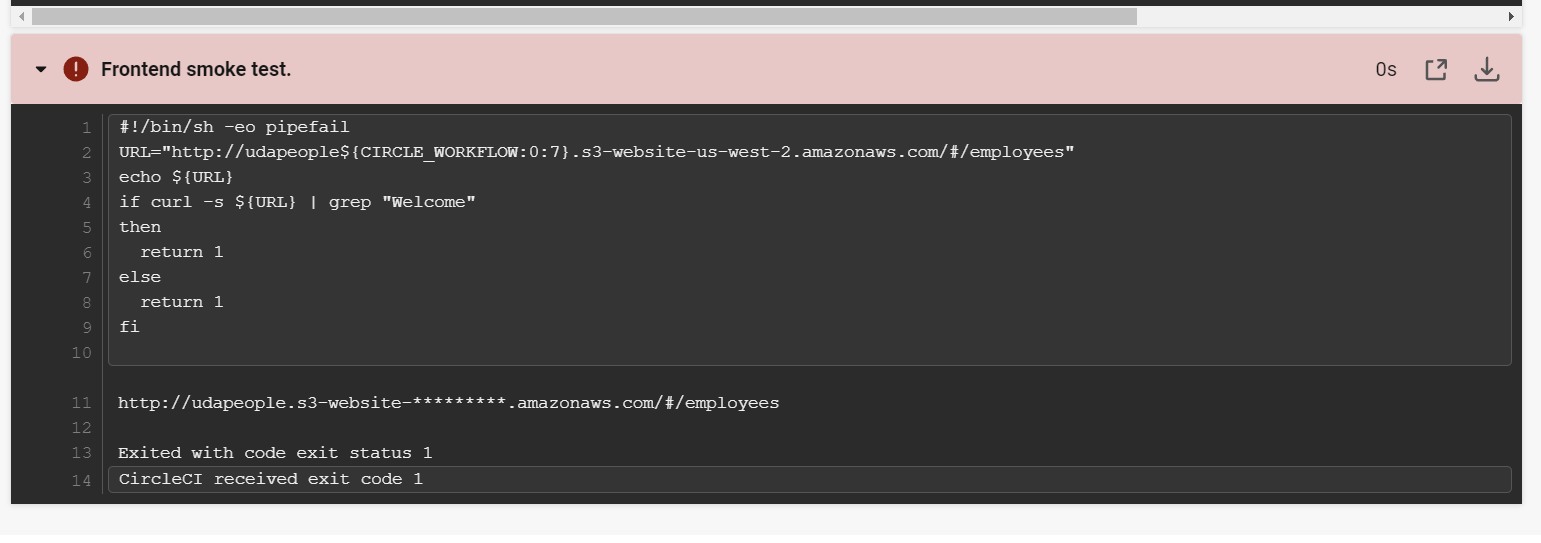 Frontend smoke test.
0s
1 #!/bin/sh -eo pipefail
2 URL="http://udapeople${CIRCLE_WORKFLOW:0:7}.s3-website-us-west-2.amazonaws.com/#/employees"
3 echo ${URL}
4 if curl -s ${URL} | grep "Welcome"
5 then
6   return 1
7 else
8   return 1
9 fi
10
11 http://udapeople.s3-website-*********.amazonaws.com/#/employees
12
13 Exited with code exit status 1
14 CircleCI received exit code 1